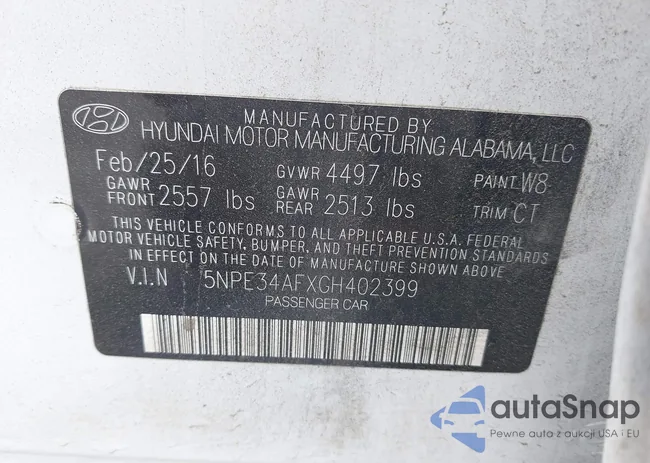 MANUFACTURED BY
HYUNDAI MOTOR MANUFACTURING ALABAMA, LLC
Feb/25/16 GVWR 4497 lbs PAINT W8
GAWR FRONT 2557 lbs GAWR REAR 2513 lbs TRIM CT
THIS VEHICLE CONFORMS TO ALL APPLICABLE U.S.A. FEDERAL
MOTOR VEHICLE SAFETY, BUMPER, AND THEFT PREVENTION STANDARDS
IN EFFECT ON THE DATE OF MANUFACTURE SHOWN ABOVE
V.I.N 5NPE34AFXGH402399
PASSENGER CAR
autoSnap
Pewne auto z aukcji USA i EU